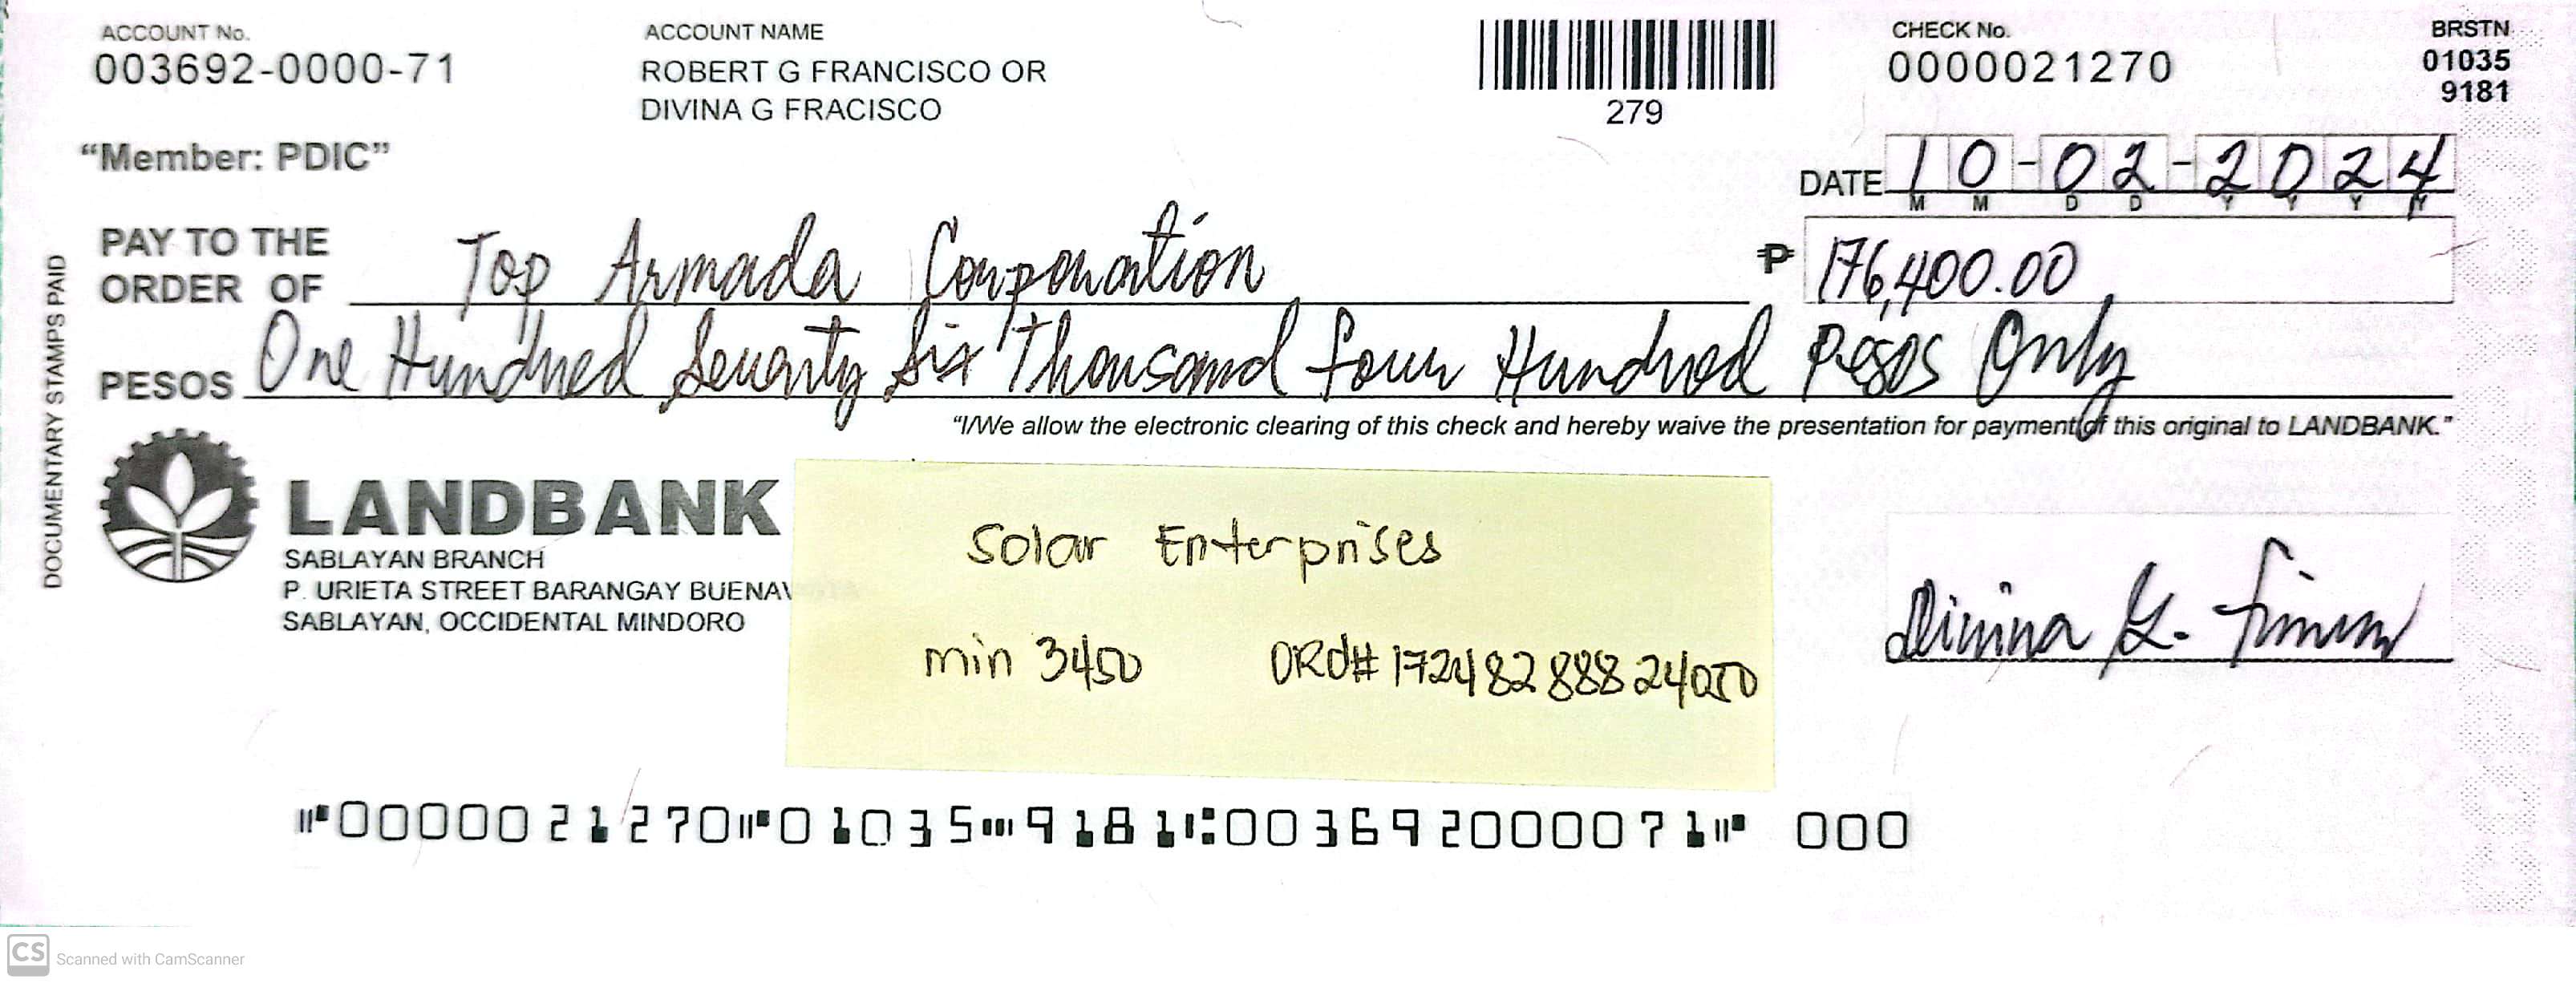 ACCOUNT No.
003692-0000-71
ACCOUNT NAME
ROBERT G FRANCISCO OR
DIVINA G FRACISCO
279
CHECK No.
0000021270
BRSTN
01035
9181
"Member: PDIC"
DATE 10-02-2024
M M D D Y Y Y Y
PAY TO THE
ORDER OF Top Armada Corporation
₱ 176,400.00
PESOS One Hundred Seventy Six Thousand four Hundred Pesos Only
"I/We allow the electronic clearing of this check and hereby waive the presentation for payment of this original to LANDBANK."
DOCUMENTARY STAMPS PAID
LANDBANK
SABLAYAN BRANCH
P. URIETA STREET BARANGAY BUENAV
SABLAYAN, OCCIDENTAL MINDORO
Solar Enterprises
min 3450 ORd#
Divina G.
⑈0000021270⑈01035⑉9181⑆003692000071⑈ 000
CS Scanned with CamScanner